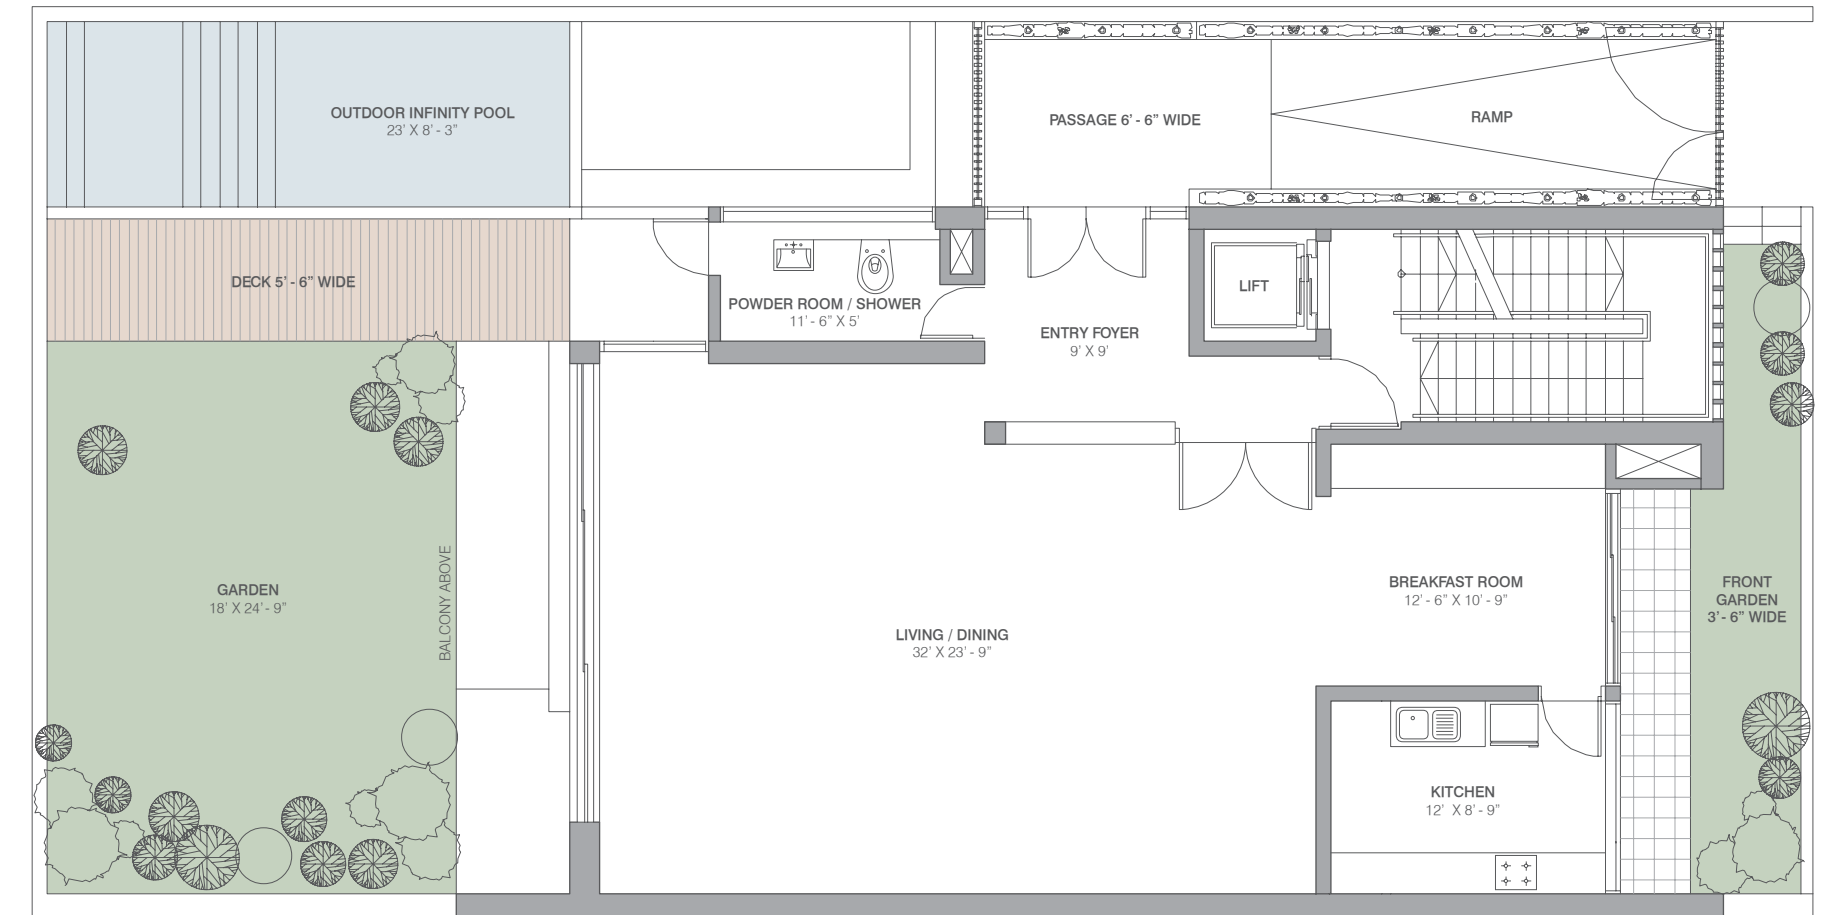 OUTDOOR INFINITY POOL
23' X 8' - 3”
PASSAGE 6' - 6” WIDE
RAMP
DECK 5' - 6” WIDE
POWDER ROOM / SHOWER
11' - 6” X 5'
ENTRY FOYER
9' X 9'
LIFT
GARDEN
18' X 24' - 9”
BALCONY ABOVE
LIVING / DINING
32' X 23' - 9”
BREAKFAST ROOM
12' - 6” X 10' - 9”
FRONT
GARDEN
3' - 6” WIDE
KITCHEN
12' X 8' - 9”